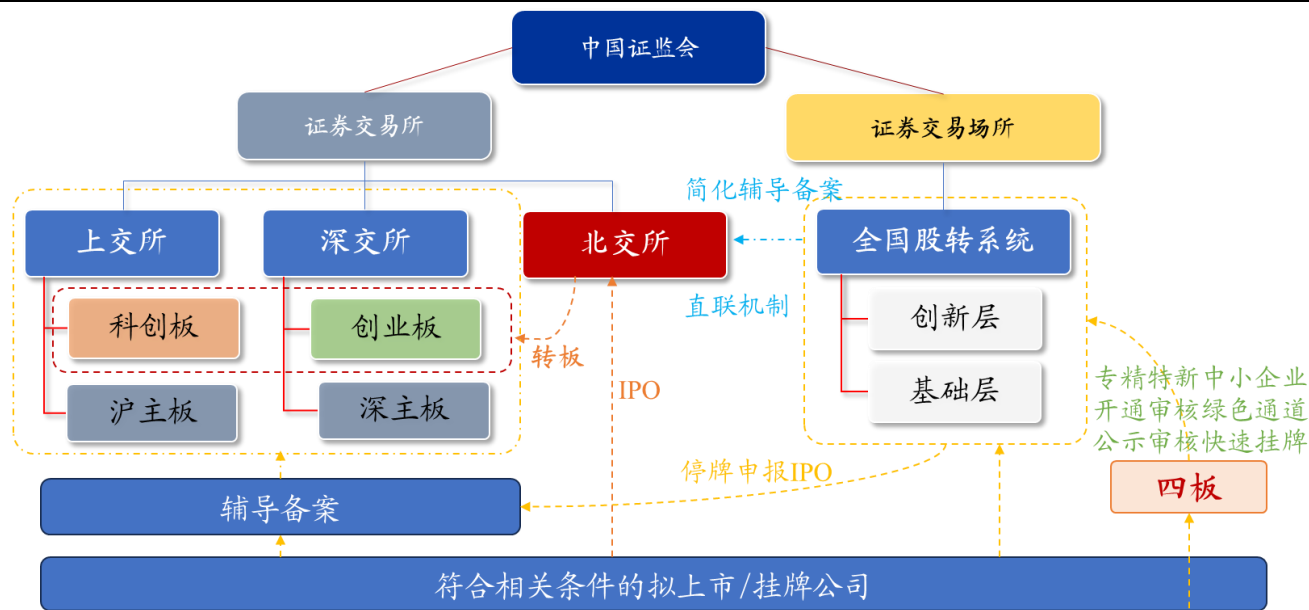 中国证监会
证券交易所
证券交易场所
简化辅导备案
上交所
深交所
北交所
全国股转系统
直联机制
科创板
创业板
创新层
转板
IPO
沪主板
深主板
基础层
专精特新中小企业
开通审核绿色通道
公示审核快速挂牌
停牌申报IPO
四板
辅导备案
符合相关条件的拟上市/挂牌公司